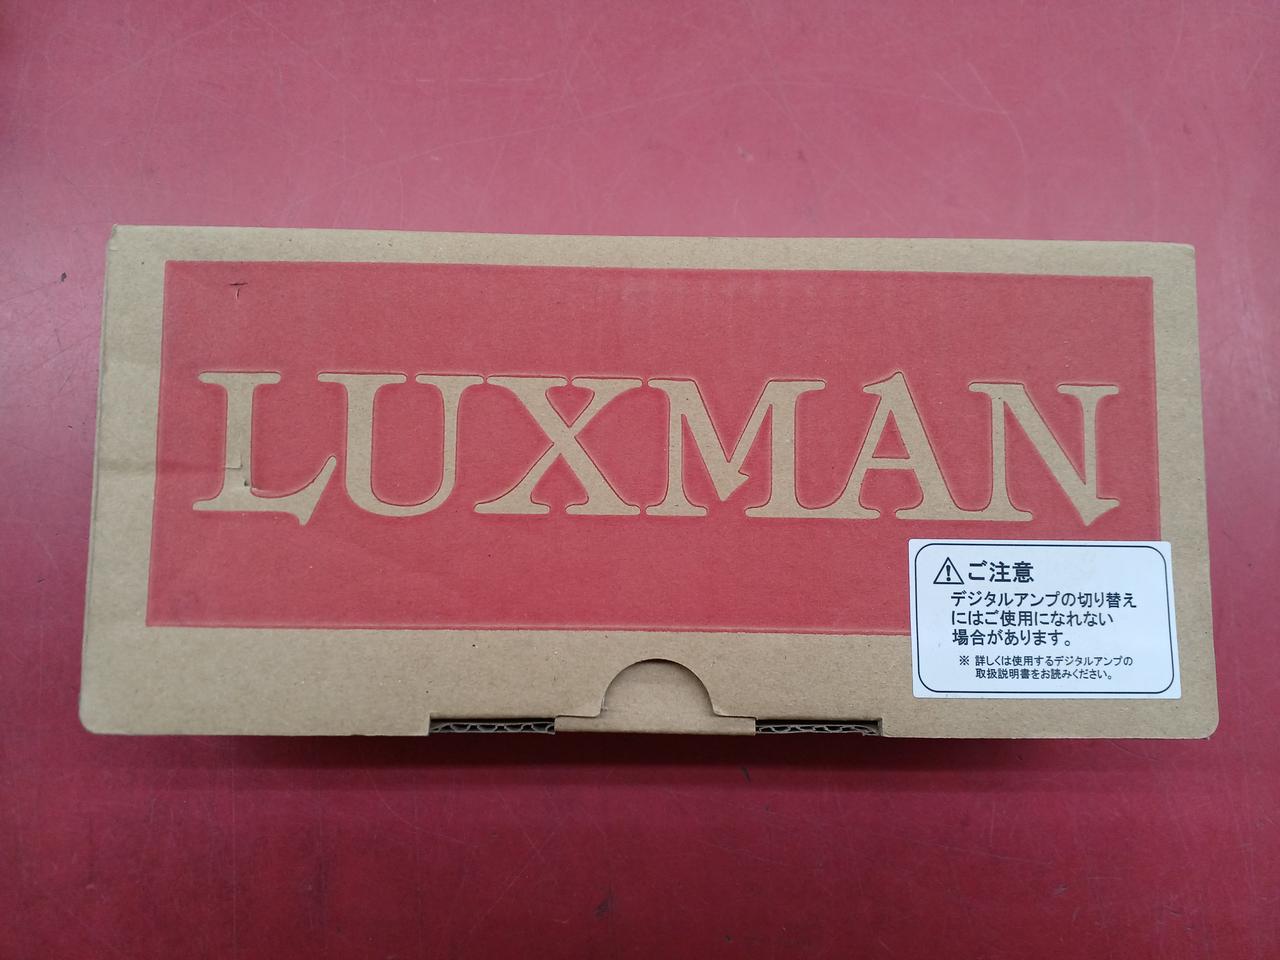 LUXMAN
ご注意
デジタルアンプの切り替え
にはご使用になれない
場合があります。
※ 詳しくは使用するデジタルアンプの
取扱説明書をお読みください。